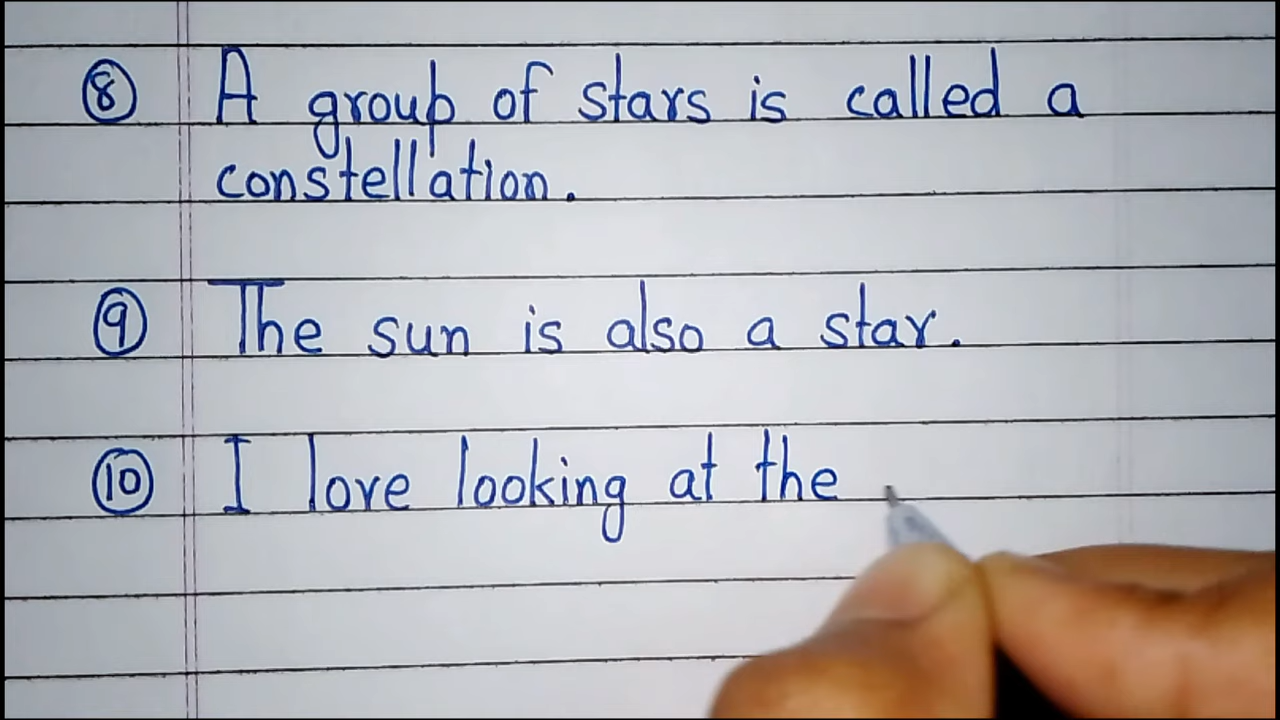 ⑧ A group of stars is called a
constellation.
⑨ The sun is also a star.
⑩ I love looking at the